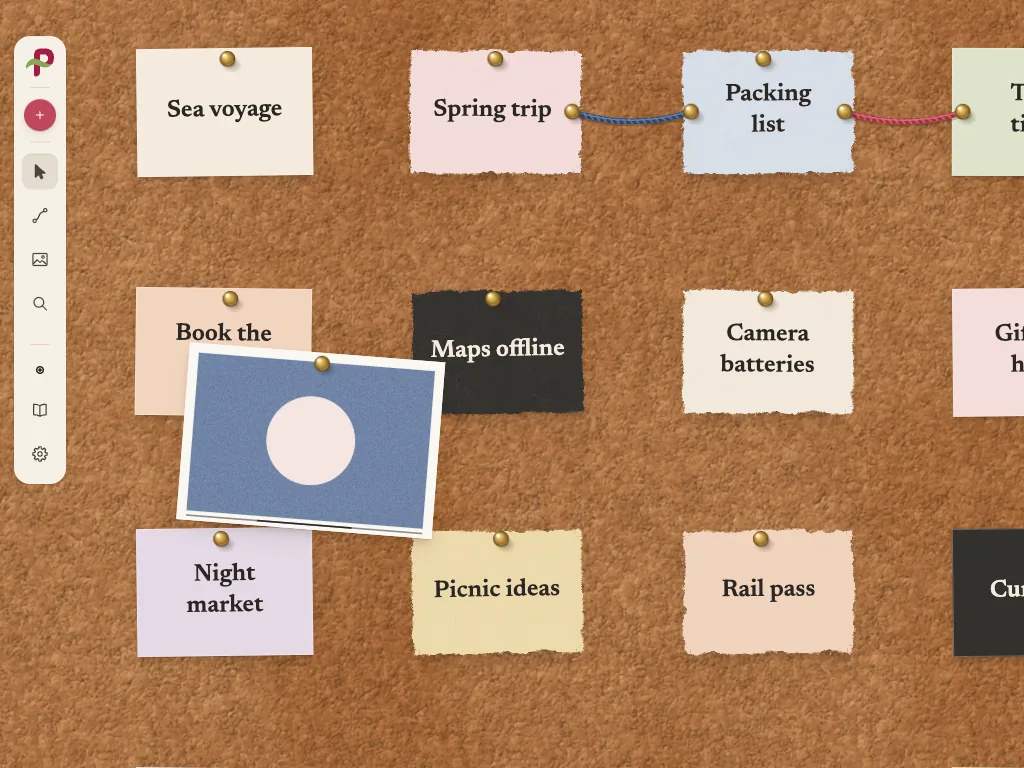 Sea voyage
Spring trip
Packing
list
Book the
Maps offline
Camera
batteries
Night
market
Picnic ideas
Rail pass